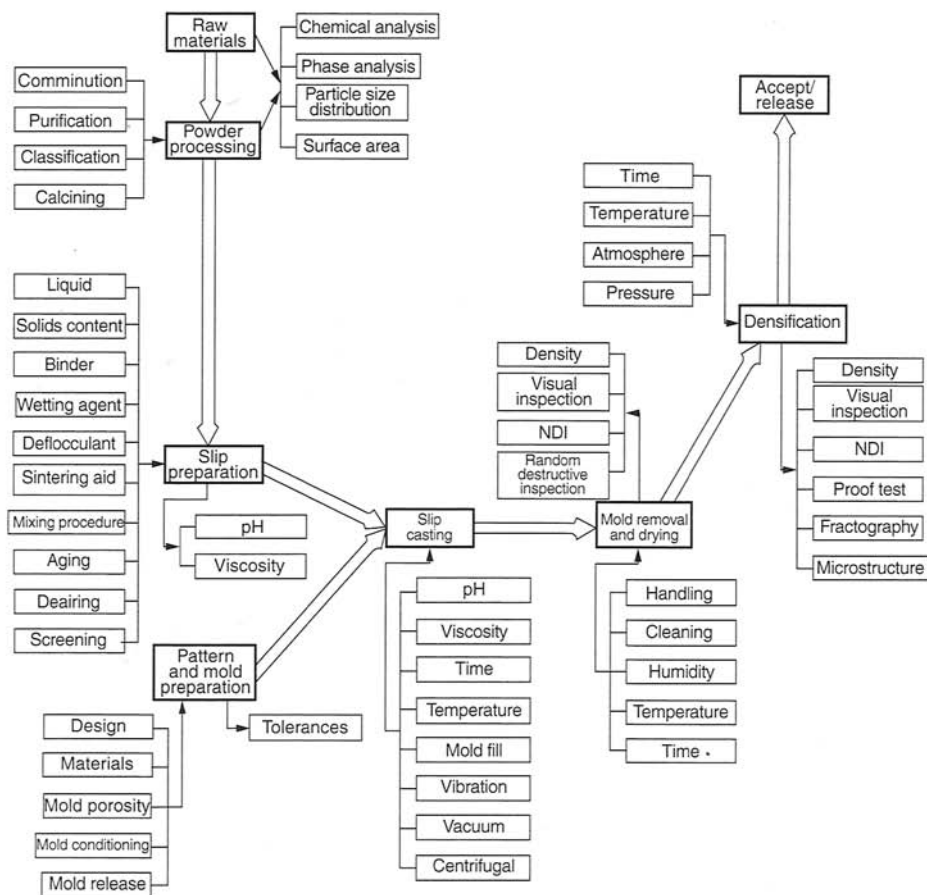 Raw
materials
Chemical analysis
Phase analysis
Particle size
distribution
Surface area
Comminution
Purification
Classification
Calcining
Powder
processing
Accept/
release
Time
Temperature
Atmosphere
Pressure
Densification
Liquid
Solids content
Binder
Wetting agent
Deflocculant
Sintering aid
Mixing procedure
Aging
Deairing
Screening
Slip
preparation
pH
Viscosity
Density
Visual
inspection
NDI
Random
destructive
inspection
Density
Visual
inspection
NDI
Proof test
Fractography
Microstructure
Slip
casting
Mold removal
and drying
pH
Viscosity
Time
Temperature
Mold fill
Vibration
Vacuum
Centrifugal
Handling
Cleaning
Humidity
Temperature
Time
Pattern
and mold
preparation
Tolerances
Design
Materials
Mold porosity
Mold conditioning
Mold release